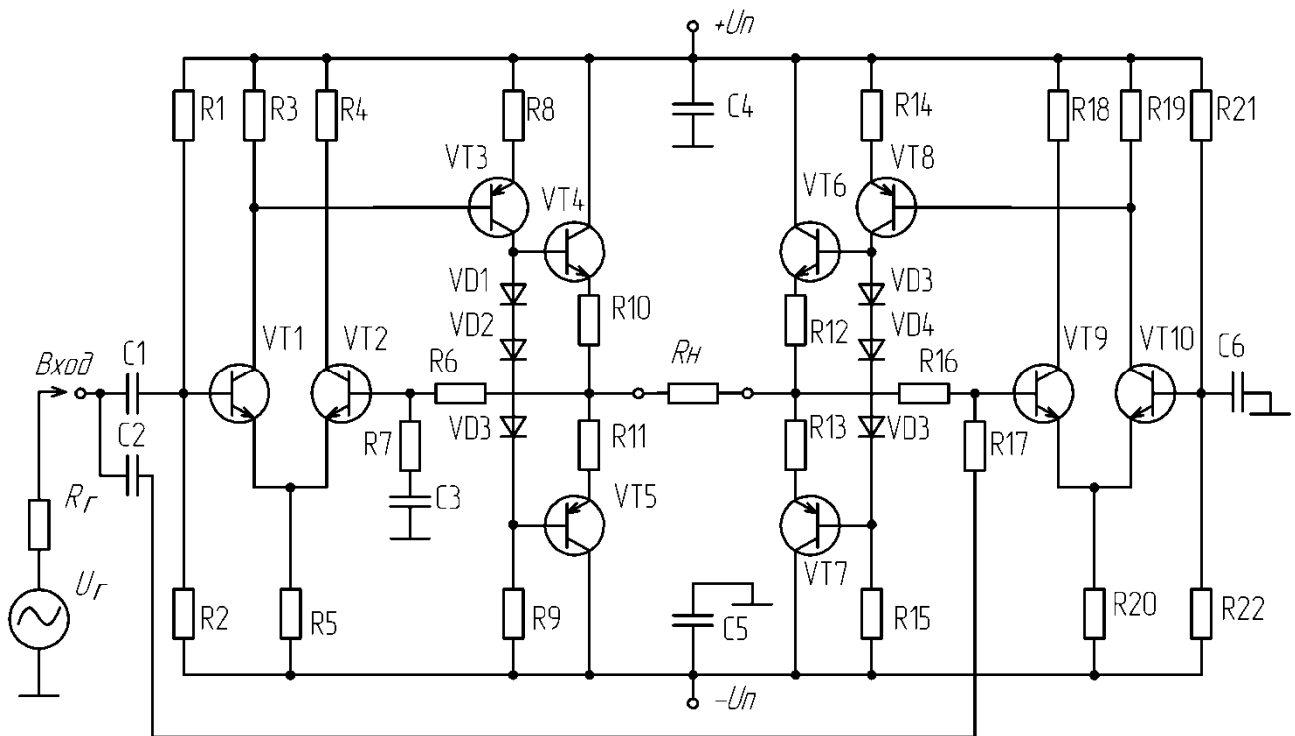 +Uп
R1
R3
R4
R8
C4
R14
R18
R19
R21
VT3
VT8
VT4
VT6
VD1
VD3
VD2
R10
R12
VD4
VT1
VT2
VT9
VT10
Вход
C1
R6
Rн
R16
C6
C2
R7
VD3
R11
R13
VD3
R17
Rг
C3
VT5
VT7
Uг
R2
R5
R9
C5
R15
R20
R22
–Uп